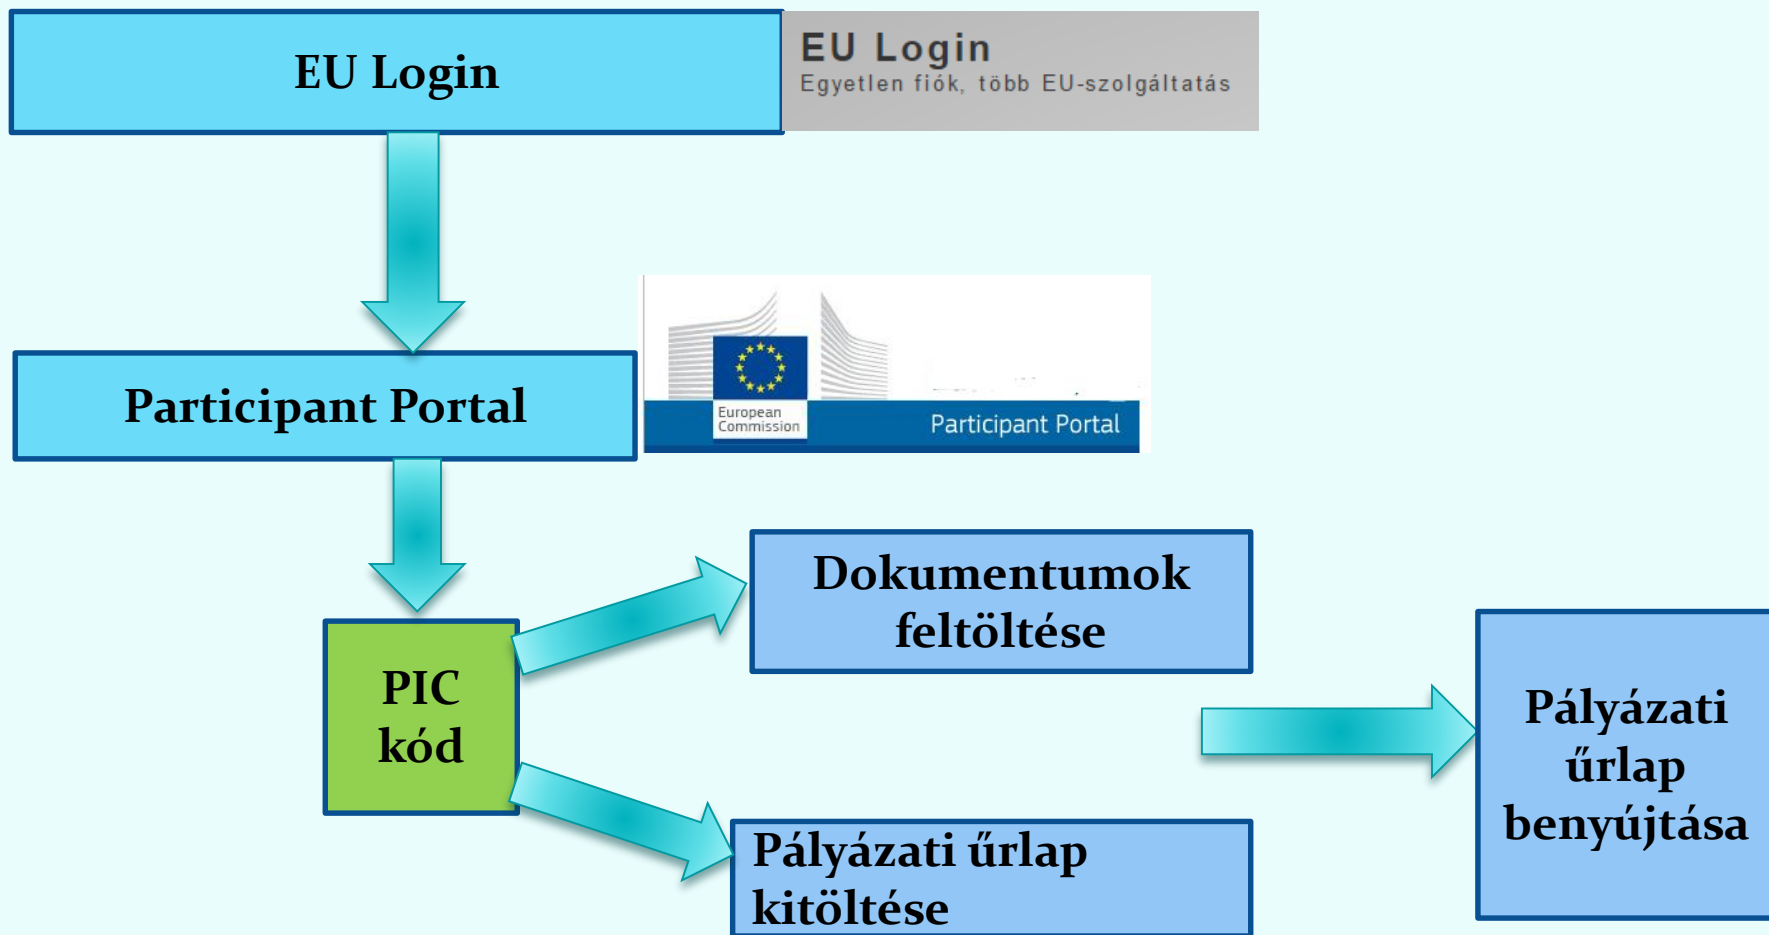 EU Login
EU Login
Egyetlen fiók, több EU-szolgáltatás
Participant Portal
European
Commission
Participant Portal
PIC
kód
Dokumentumok
feltöltése
Pályázati űrlap
kitöltése
Pályázati
űrlap
benyújtása